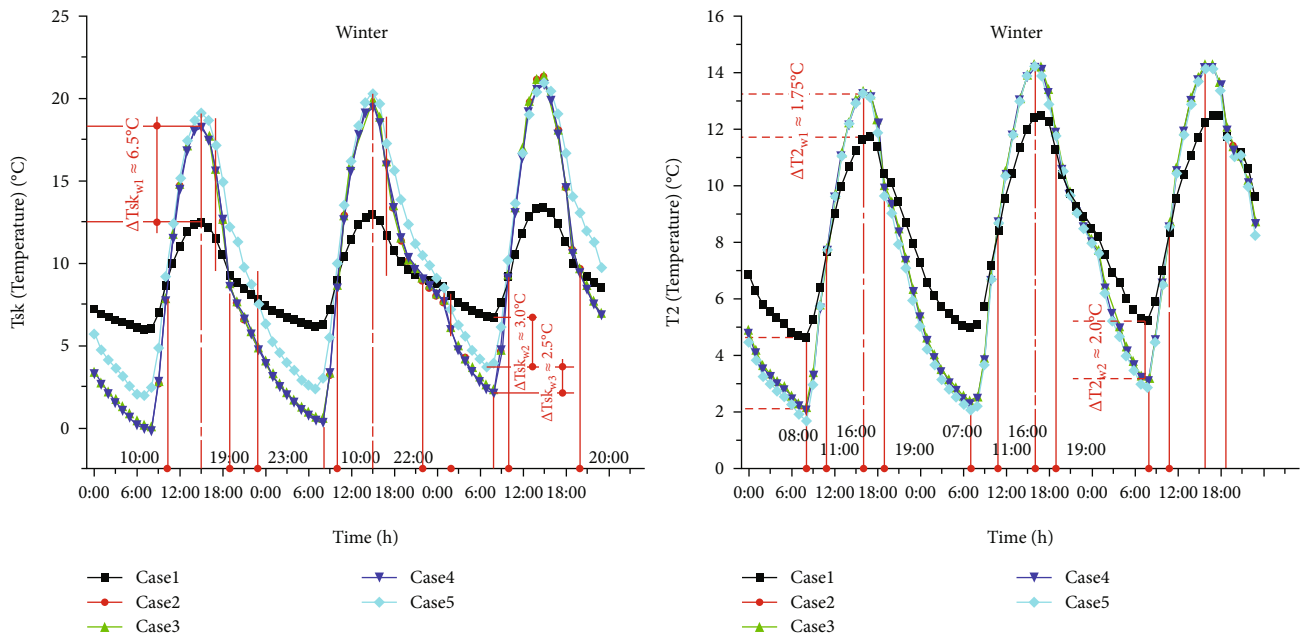 Winter
Tsk (Temperature) (°C)
25
20
15
10
5
0
ΔTsk_w1 ≈ 6.5°C
ΔTsk_w2 ≈ 3.0°C
ΔTsk_w3 ≈ 2.5°C
10:00 19:00 23:00 10:00 22:00 20:00
0:00 6:00 12:00 18:00 0:00 6:00 12:00 18:00 0:00 6:00 12:00 18:00
Time (h)
Case1 Case4
Case2 Case5
Case3
Winter
T2 (Temperature) (°C)
16
14
12
10
8
6
4
2
0
ΔT2_w1 ≈ 1.75°C
ΔT2_w2 ≈ 2.0°C
08:00 16:00 07:00 16:00
11:00 19:00 11:00 19:00
0:00 6:00 12:00 18:00 0:00 6:00 12:00 18:00 0:00 6:00 12:00 18:00
Time (h)
Case1 Case4
Case2 Case5
Case3